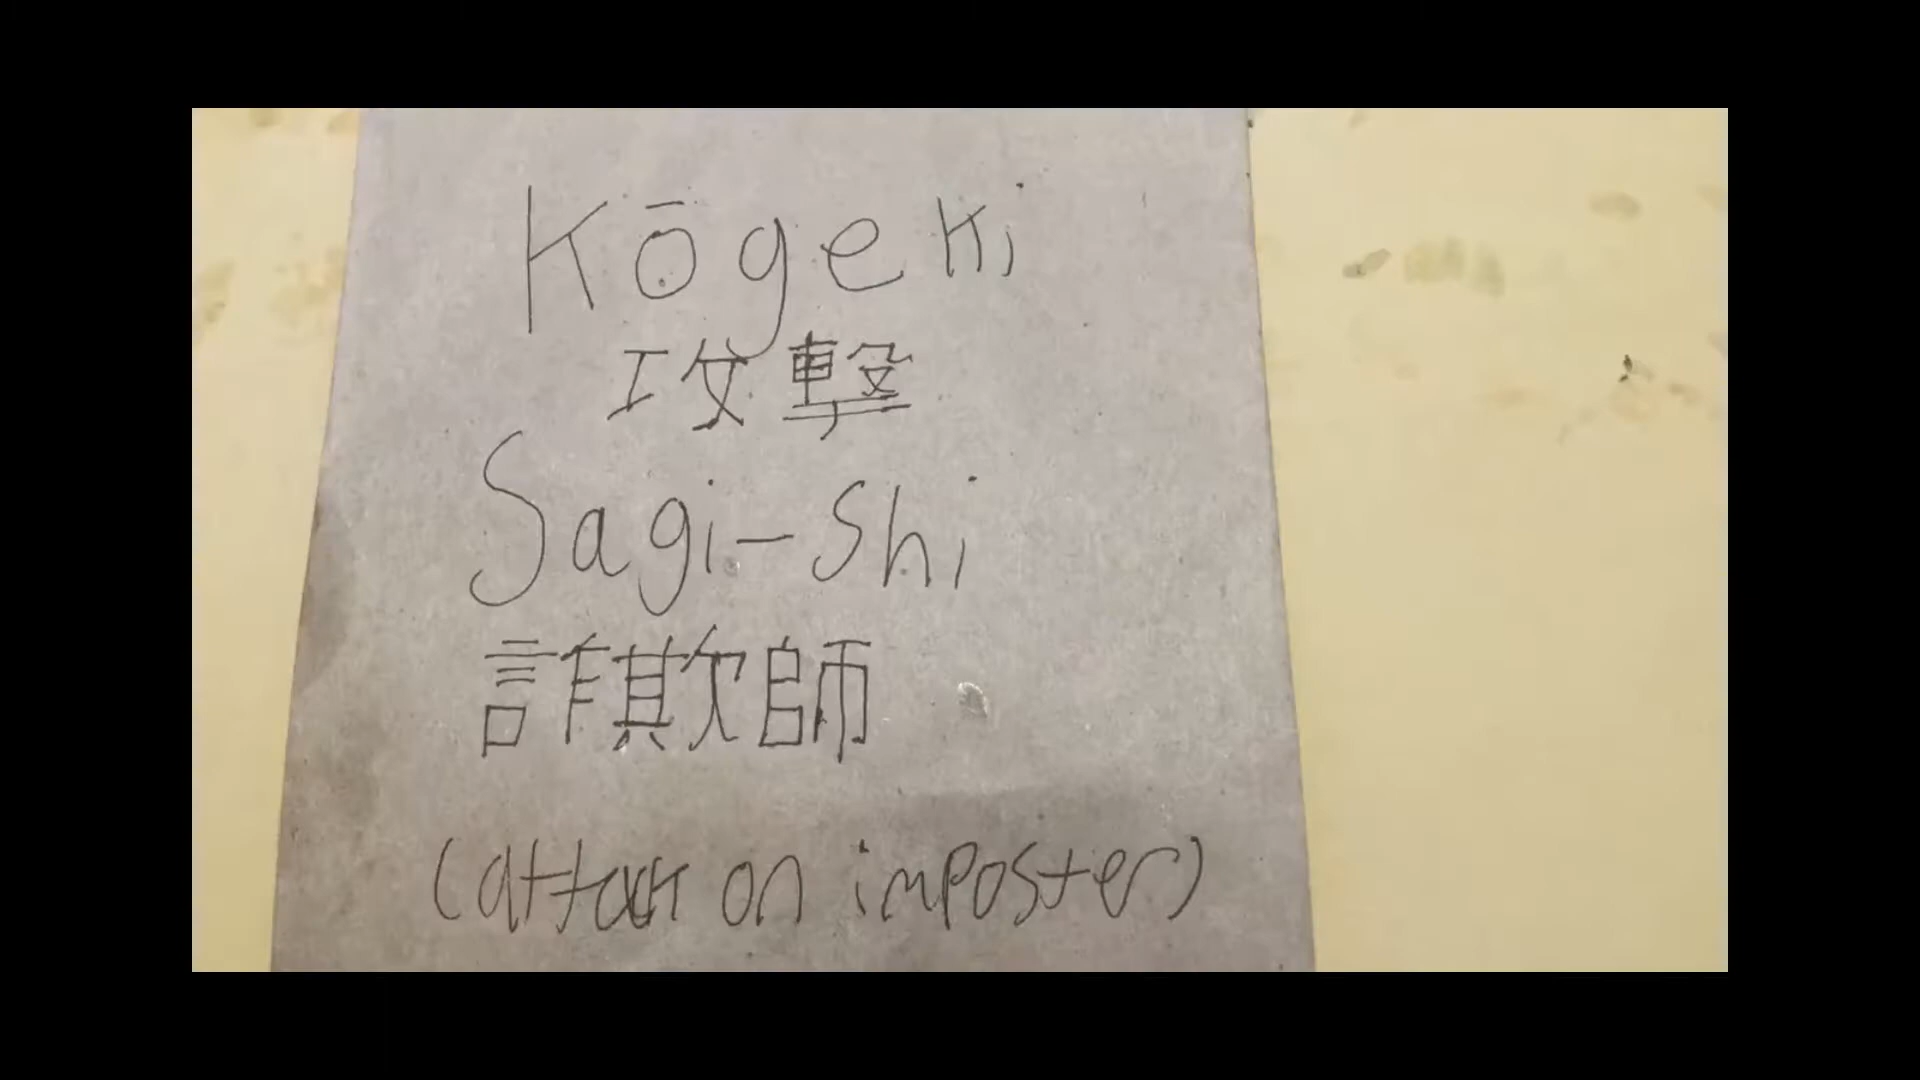 Kōgeki
攻撃
Sagi-Shi
詐欺師
(attack on imposter)